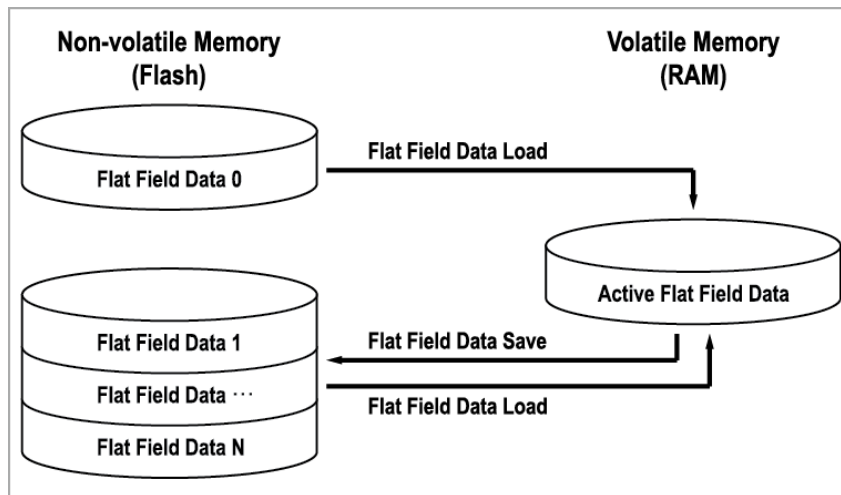 Non-volatile Memory
(Flash)
Volatile Memory
(RAM)
Flat Field Data Load
Flat Field Data 0
Active Flat Field Data
Flat Field Data 1
Flat Field Data Save
Flat Field Data ⋯
Flat Field Data Load
Flat Field Data N